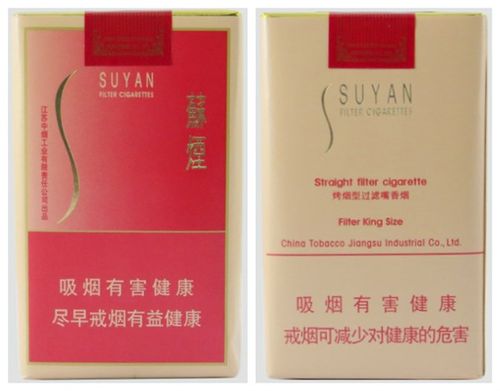 SUYAN
FILTER CIGARETTES
蘇烟
江苏中烟工业有限责任公司出品
吸烟有害健康
尽早戒烟有益健康
SUYAN
FILTER CIGARETTES
Straight filter cigarette
烤烟型过滤嘴香烟
Filter King Size
China Tobacco Jiangsu Industrial Co., Ltd.
吸烟有害健康
戒烟可减少对健康的危害